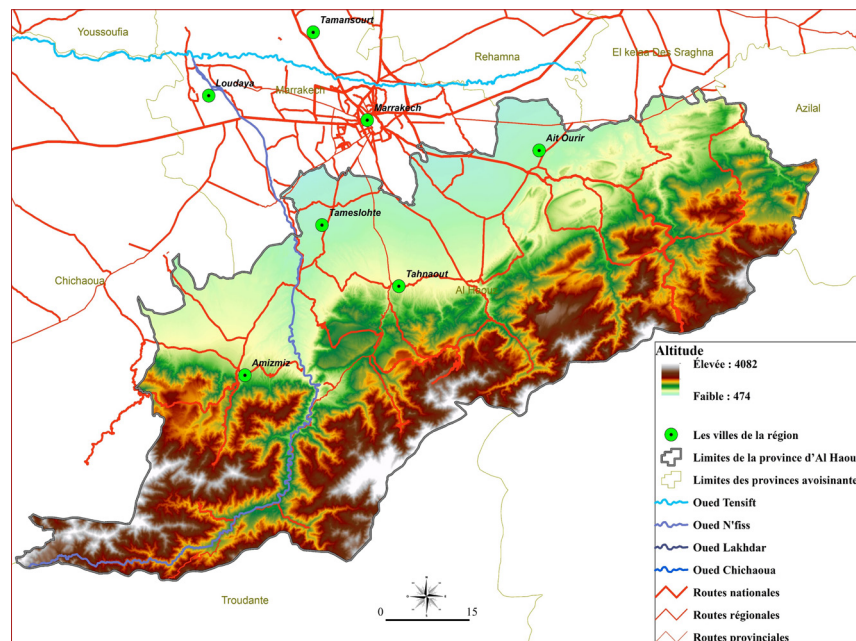 Tamansourt
Youssoufia
Rehamna
El kelaa Des Sraghna
Loudaya
Marrakech
Marrakech
Azilal
Ait Ourir
Tameslohte
Chichaoua
Tahnaout
Al Haou
Amizmiz
Troudante
0 15
Altitude
Élevée : 4082
Faible : 474
Les villes de la région
Limites de la province d'Al Haou
Limites des provinces avoisinante
Oued Tensift
Oued N'fiss
Oued Lakhdar
Oued Chichaoua
Routes nationales
Routes régionales
Routes provinciales